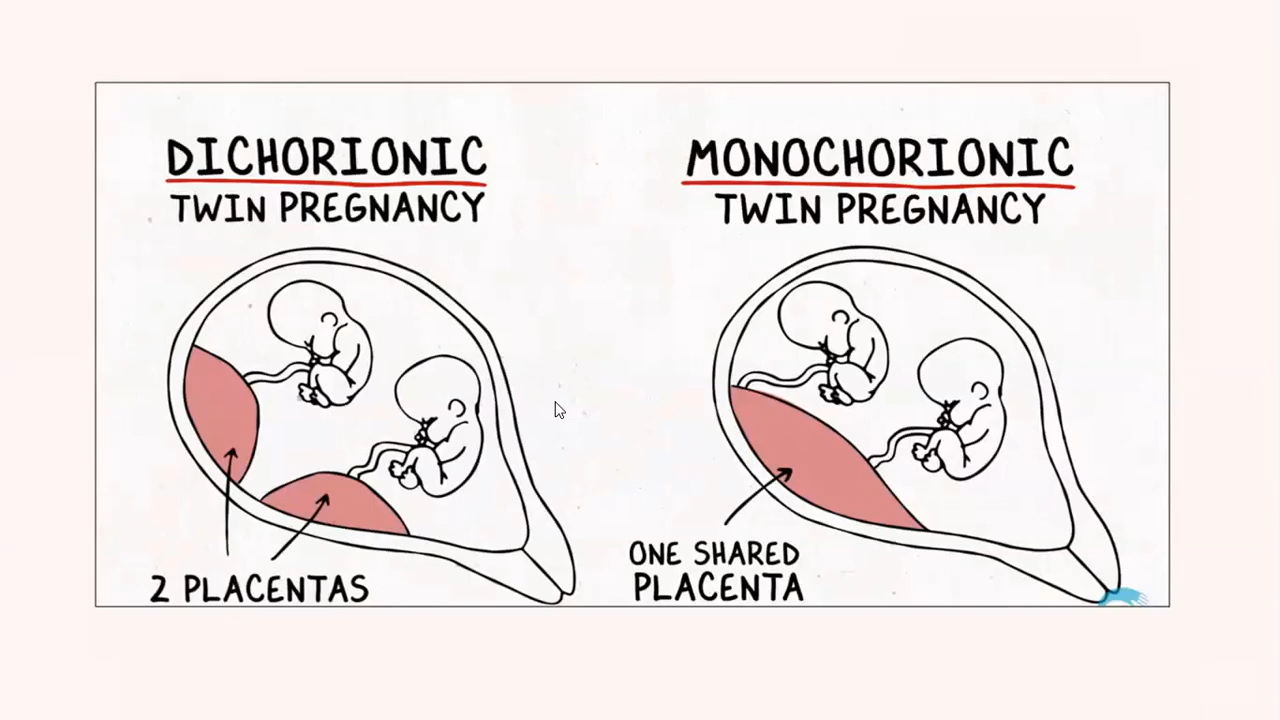 DICHORIONIC
TWIN PREGNANCY
2 PLACENTAS
MONOCHORIONIC
TWIN PREGNANCY
ONE SHARED
PLACENTA